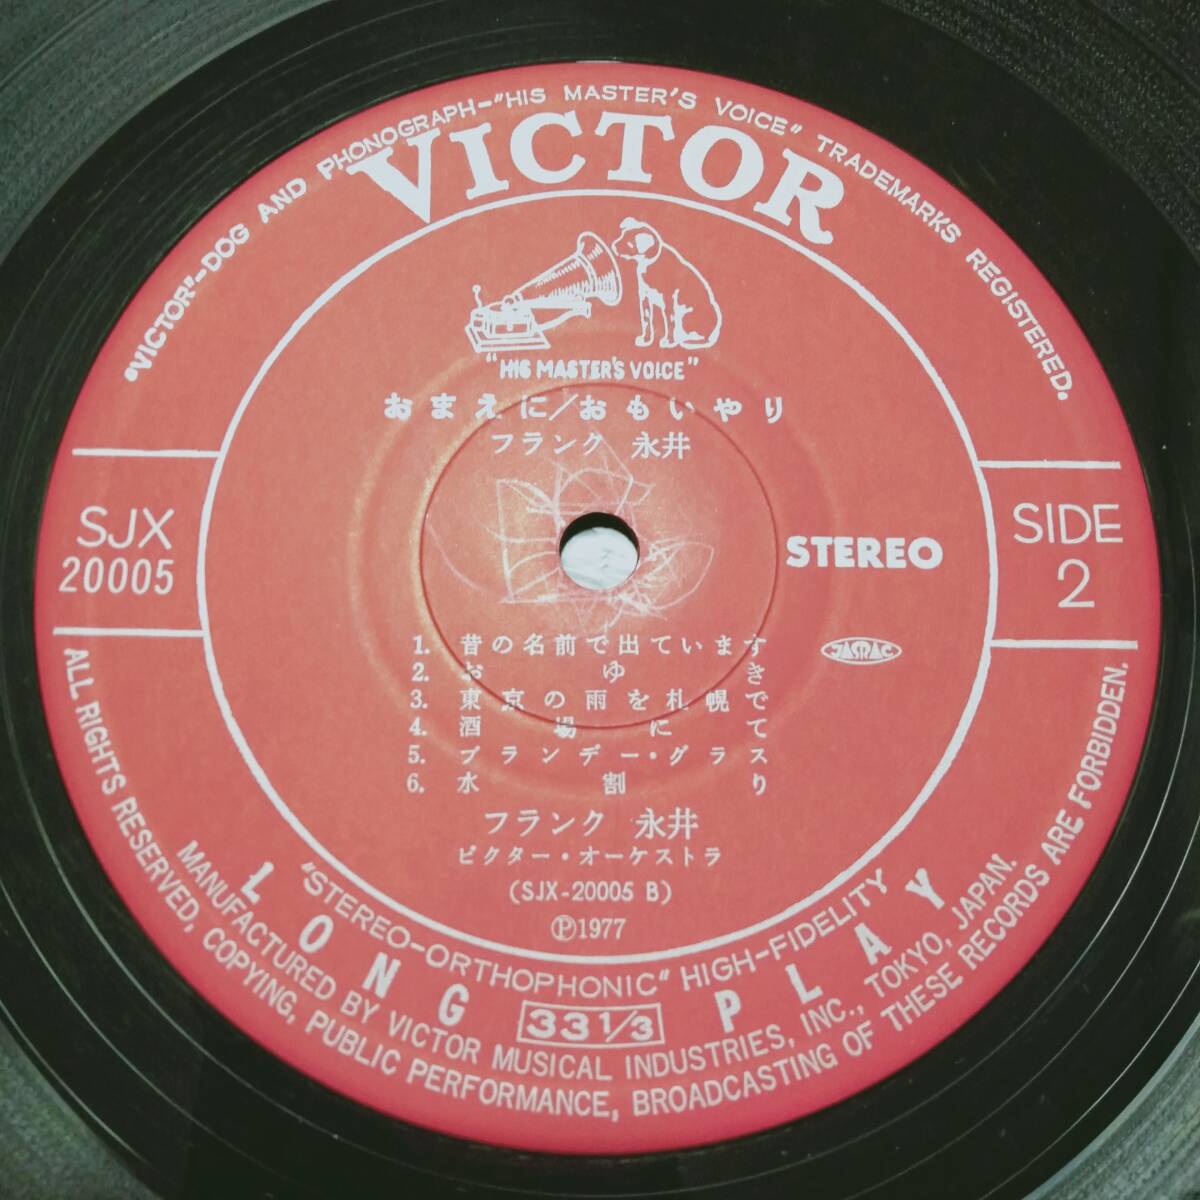 "VICTOR"-DOG AND PHONOGRAPH-"HIS MASTER'S VOICE" TRADEMARKS REGISTERED.
VICTOR
"HIS MASTER'S VOICE"
おまえに/おもいやり
フランク 永井
SJX
20005
STEREO
SIDE
2
JASRAC
1. 昔の名前で出ています
2. おゆき
3. 東京の雨を札幌で
4. 酒場にて
5. ブランデー・グラス
6. 水割り
フランク 永井
ビクター・オーケストラ
(SJX-20005 B)
Ⓟ1977
"STEREO-ORTHOPHONIC" HIGH-FIDELITY
LONG PLAY
33 1/3
MANUFACTURED BY VICTOR MUSICAL INDUSTRIES, INC., TOKYO, JAPAN.
ALL RIGHTS RESERVED, COPYING, PUBLIC PERFORMANCE, BROADCASTING OF THESE RECORDS ARE FORBIDDEN.